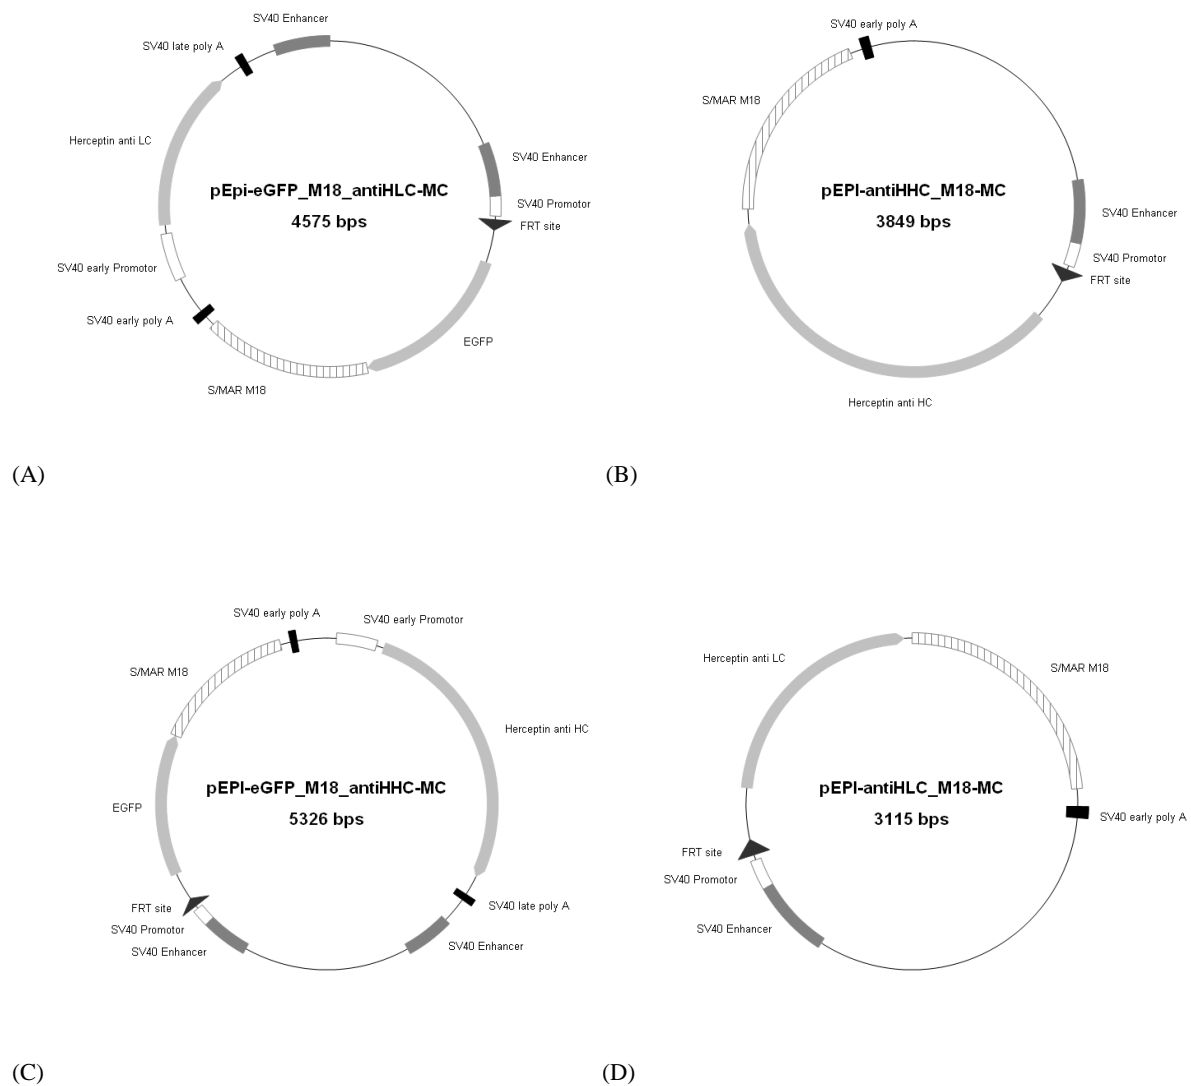 SV40 Enhancer
SV40 late poly A
Herceptin anti LC
SV40 Enhancer
pEpi-eGFP_M18_antiHLC-MC
4575 bps
SV40 Promotor
FRT site
SV40 early Promotor
SV40 early poly A
EGFP
S/MAR M18
(A)
SV40 early poly A
S/MAR M18
pEPI-antiHHC_M18-MC
3849 bps
SV40 Enhancer
SV40 Promotor
FRT site
Herceptin anti HC
(B)
SV40 early poly A
SV40 early Promotor
S/MAR M18
Herceptin anti HC
pEPI-eGFP_M18_antiHHC-MC
5326 bps
EGFP
FRT site
SV40 Promotor
SV40 Enhancer
SV40 late poly A
SV40 Enhancer
(C)
Herceptin anti LC
S/MAR M18
pEPI-antiHLC_M18-MC
3115 bps
SV40 early poly A
FRT site
SV40 Promotor
SV40 Enhancer
(D)